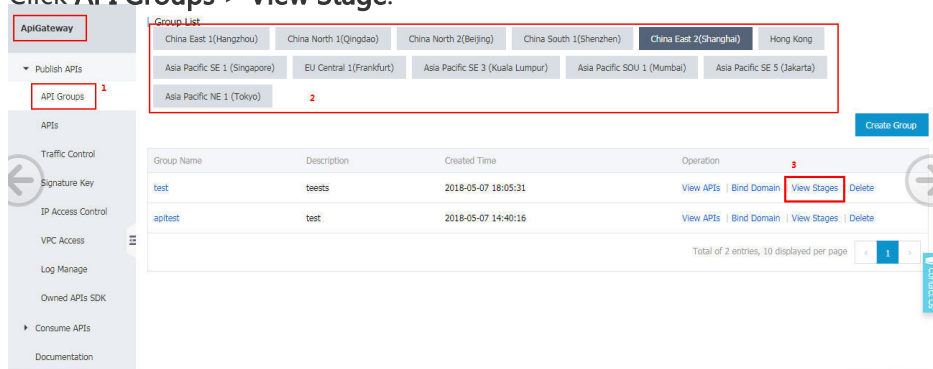 Click API Groups > View Stage.
ApiGateway
Publish APIs
API Groups
1
APIs
Traffic Control
Signature Key
IP Access Control
VPC Access
Log Manage
Owned APIs SDK
Consume APIs
Documentation
Group List
China East 1(Hangzhou) China North 1(Qingdao) China North 2(Beijing) China South 1(Shenzhen) China East 2(Shanghai) Hong Kong
Asia Pacific SE 1 (Singapore) EU Central 1(Frankfurt) Asia Pacific SE 3 (Kuala Lumpur) Asia Pacific SOU 1 (Mumbai) Asia Pacific SE 5 (Jakarta)
Asia Pacific NE 1 (Tokyo) 2
Create Group
Group Name Description Created Time Operation 3
test teests 2018-05-07 18:05:31 View APIs | Bind Domain | View Stages | Delete
apitest test 2018-05-07 14:40:16 View APIs | Bind Domain | View Stages | Delete
Total of 2 entries, 10 displayed per page < 1 >